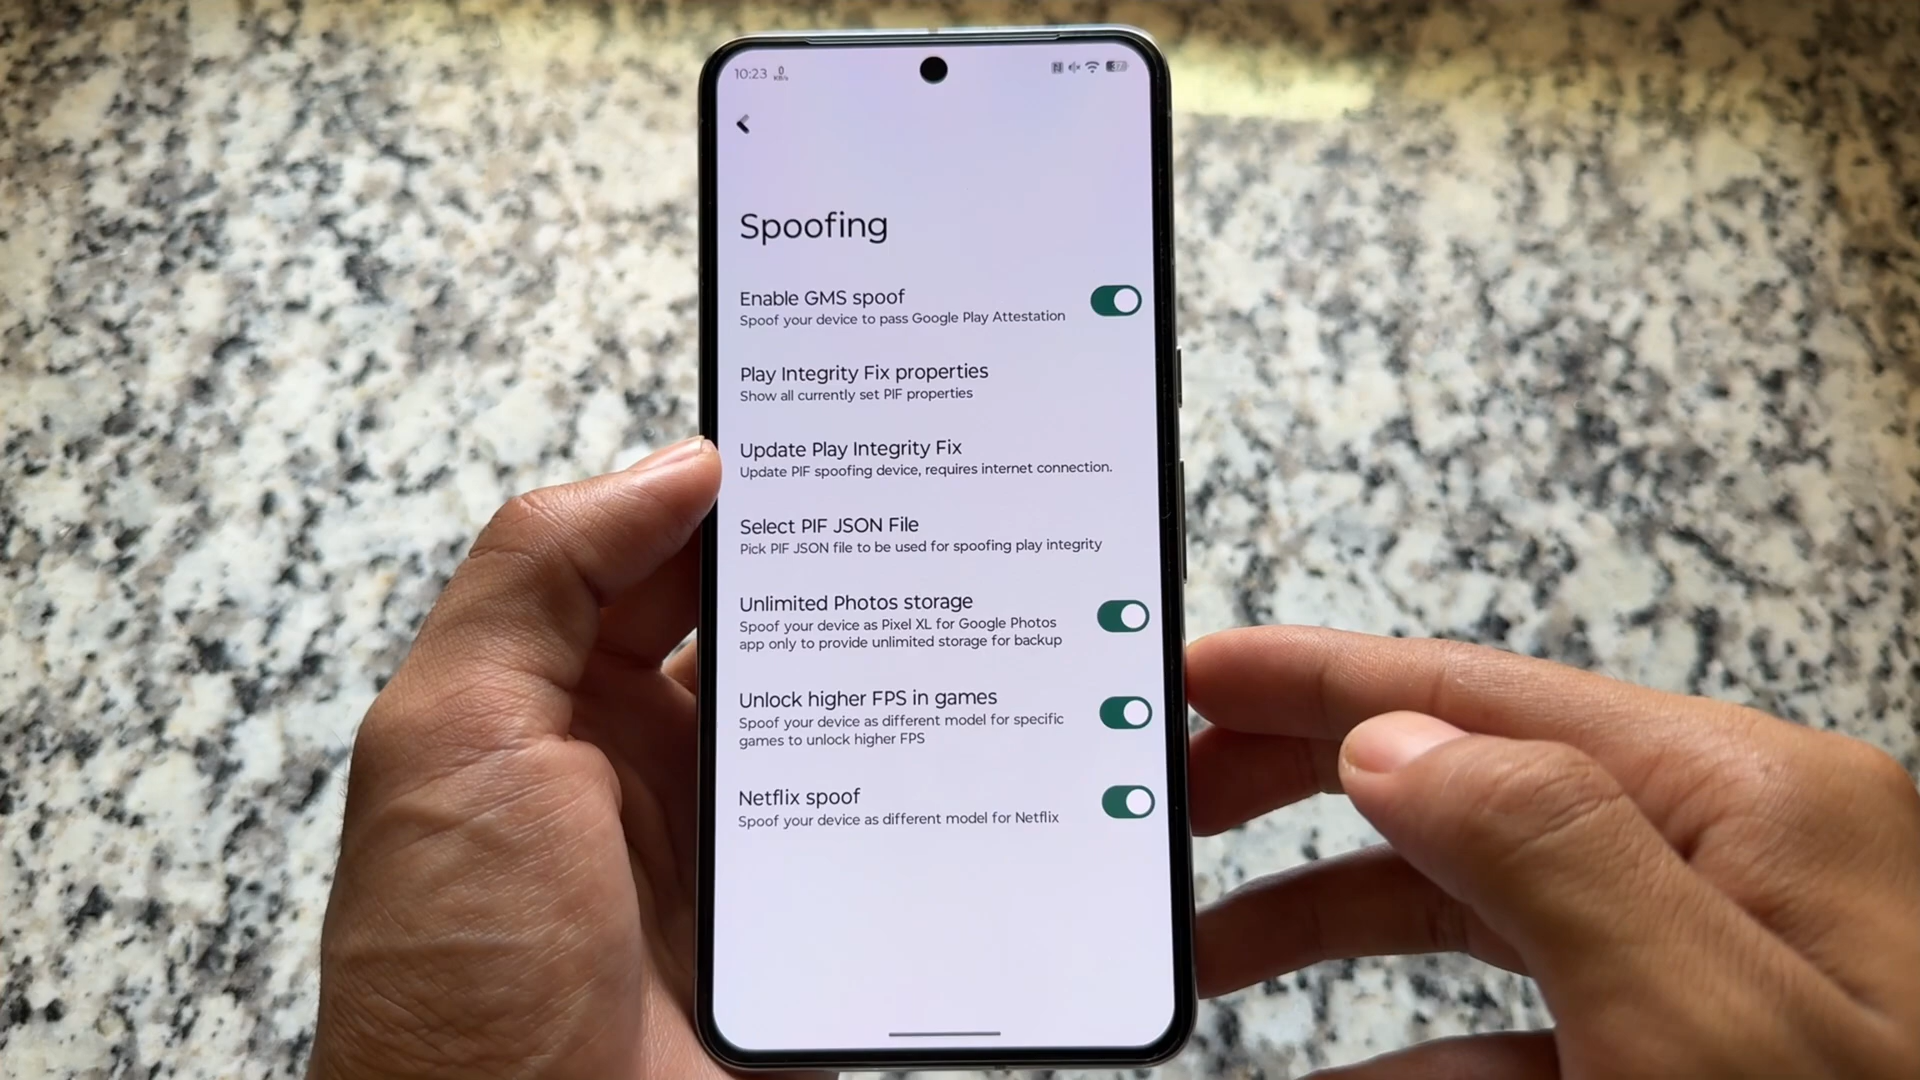 10:23 0 KB/s 37
Spoofing
Enable GMS spoof
Spoof your device to pass Google Play Attestation
Play Integrity Fix properties
Show all currently set PIF properties
Update Play Integrity Fix
Update PIF spoofing device, requires internet connection.
Select PIF JSON File
Pick PIF JSON file to be used for spoofing play integrity
Unlimited Photos storage
Spoof your device as Pixel XL for Google Photos
app only to provide unlimited storage for backup
Unlock higher FPS in games
Spoof your device as different model for specific
games to unlock higher FPS
Netflix spoof
Spoof your device as different model for Netflix